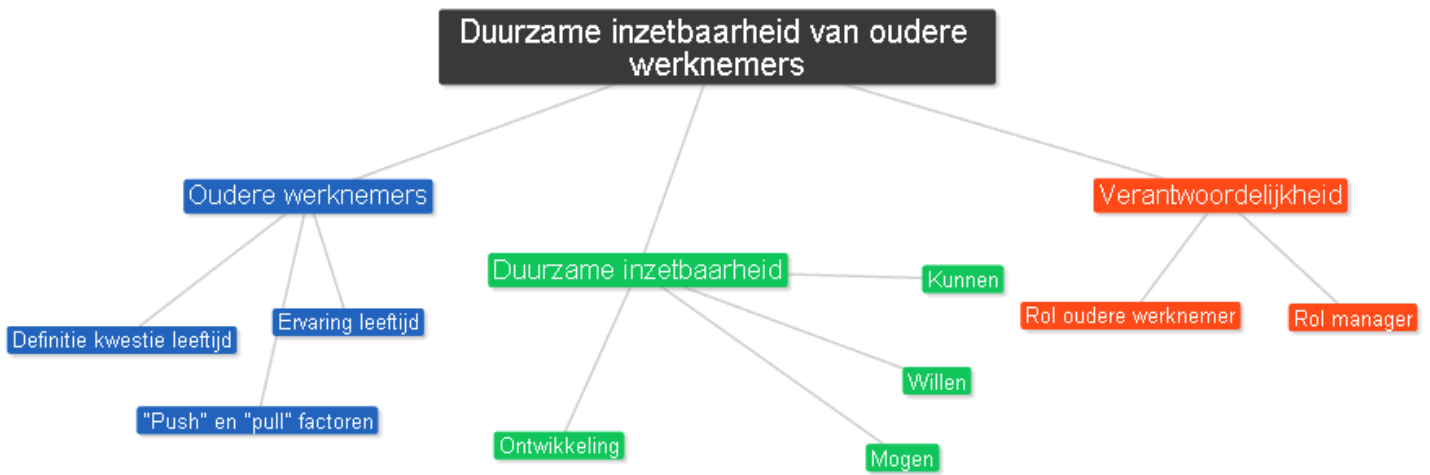 Duurzame inzetbaarheid van oudere
werknemers
Oudere werknemers
Verantwoordelijkheid
Duurzame inzetbaarheid
Kunnen
Ervaring leeftijd
Rol oudere werknemer
Rol manager
Definitie kwestie leeftijd
Willen
"Push" en "pull" factoren
Ontwikkeling
Mogen